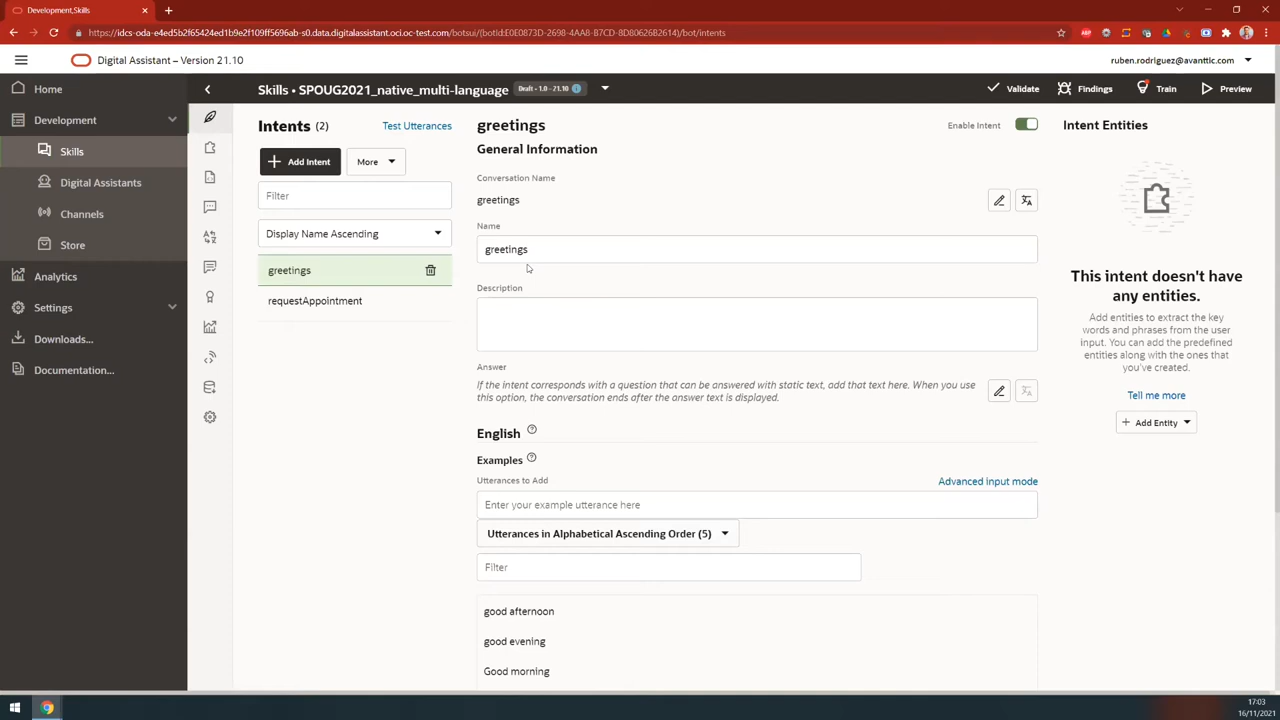 Development,Skills
https://idcs-oda-e4ed5b2f65424ed1b9e2f109ff5696ab-s0.data.digitalassistant.oci.oc-test.com/botsui/(botId:E0E0873D-2698-4AA8-B7CD-8D80626B2614)/bot/intents
Digital Assistant – Version 21.10
ruben.rodriguez@avanttic.com
Home
Development
Skills
Digital Assistants
Channels
Store
Analytics
Settings
Downloads...
Documentation...
Skills • SPOUG2021_native_multi-language
Draft - 1.0 - 21.10
Validate
Findings
Train
Preview
Intents (2)
Test Utterances
Add Intent
More
Filter
Display Name Ascending
greetings
requestAppointment
greetings
Enable Intent
General Information
Conversation Name
greetings
Name
greetings
Description
Answer
If the intent corresponds with a question that can be answered with static text, add that text here. When you use
this option, the conversation ends after the answer text is displayed.
English
Examples
Utterances to Add
Advanced input mode
Enter your example utterance here
Utterances in Alphabetical Ascending Order (5)
Filter
good afternoon
good evening
Good morning
Intent Entities
This intent doesn't have
any entities.
Add entities to extract the key
words and phrases from the user
input. You can add the predefined
entities along with the ones that
you've created.
Tell me more
Add Entity
17:03
16/11/2021